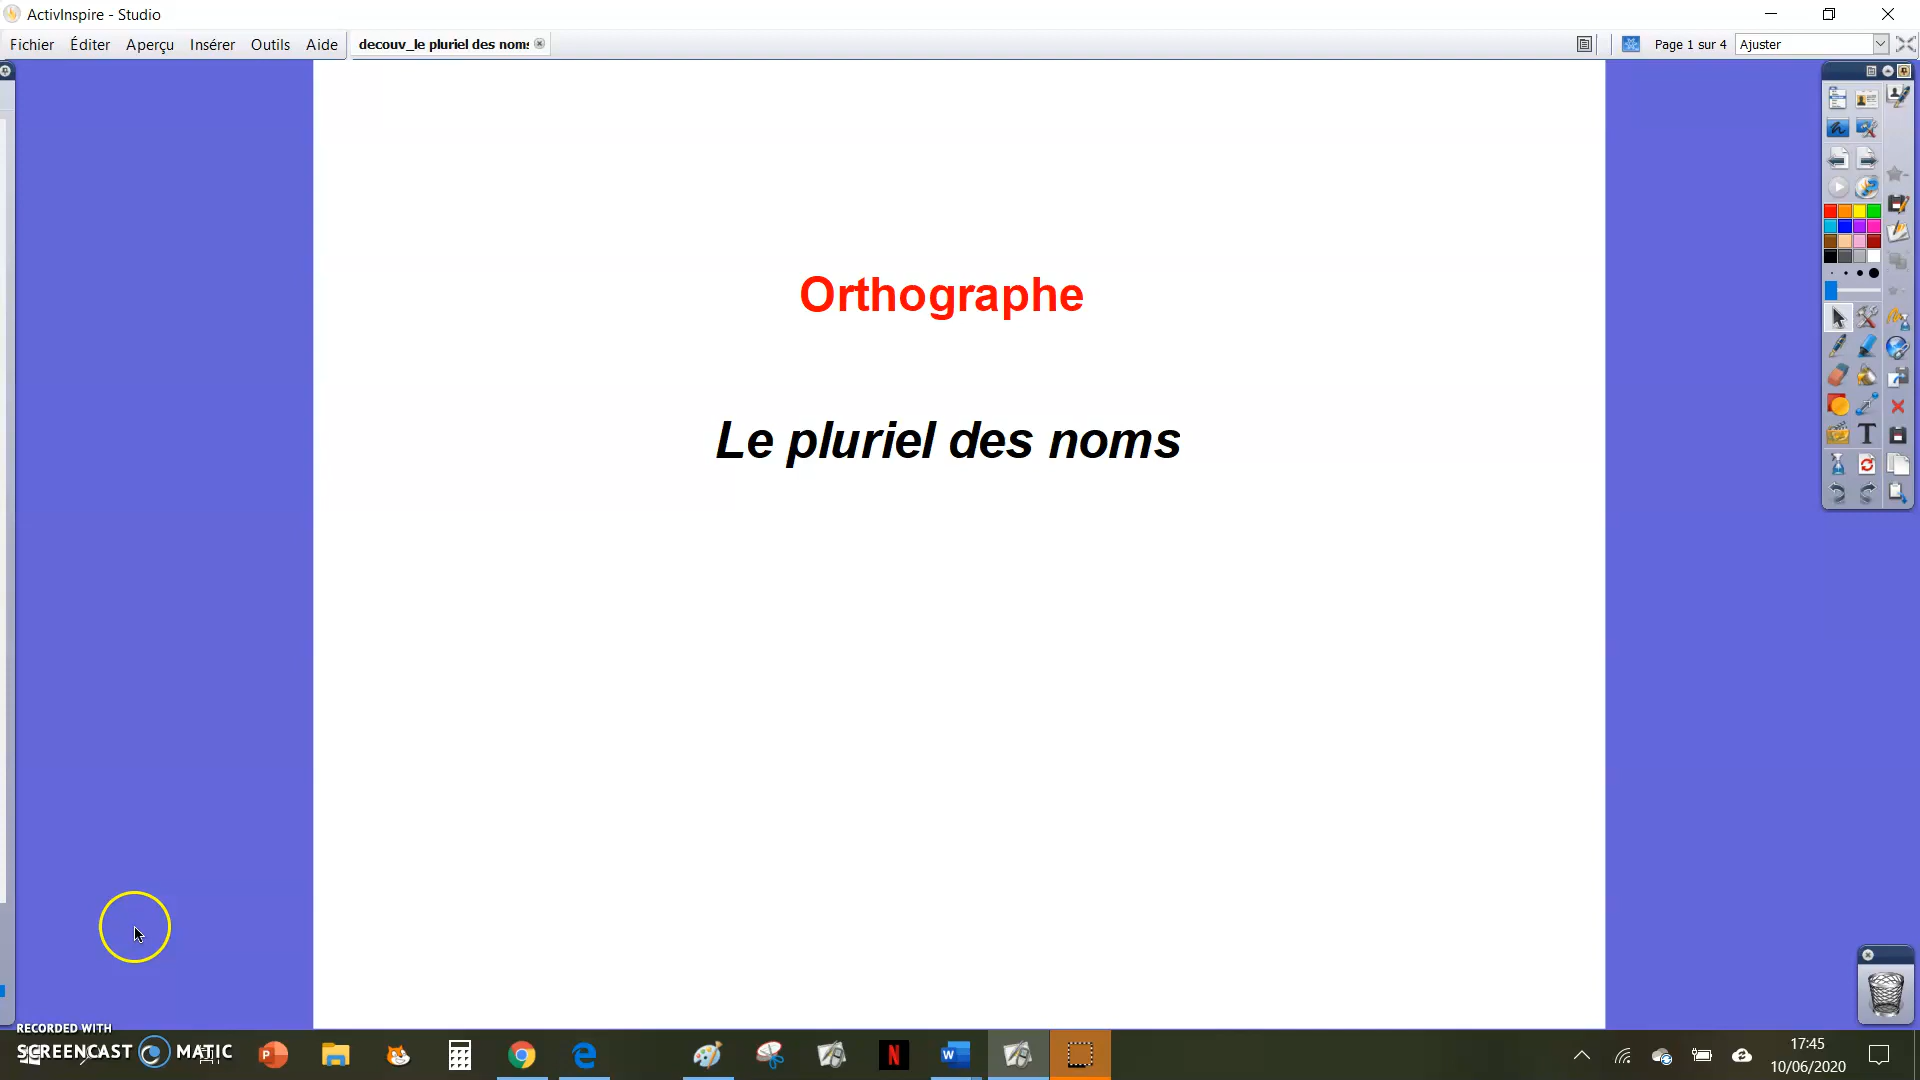 ActivInspire - Studio
Fichier Éditer Aperçu Insérer Outils Aide
decouv_le pluriel des noms
Page 1 sur 4 Ajuster
Orthographe
Le pluriel des noms
RECORDED WITH
SCREENCAST MATIC
17:45
10/06/2020